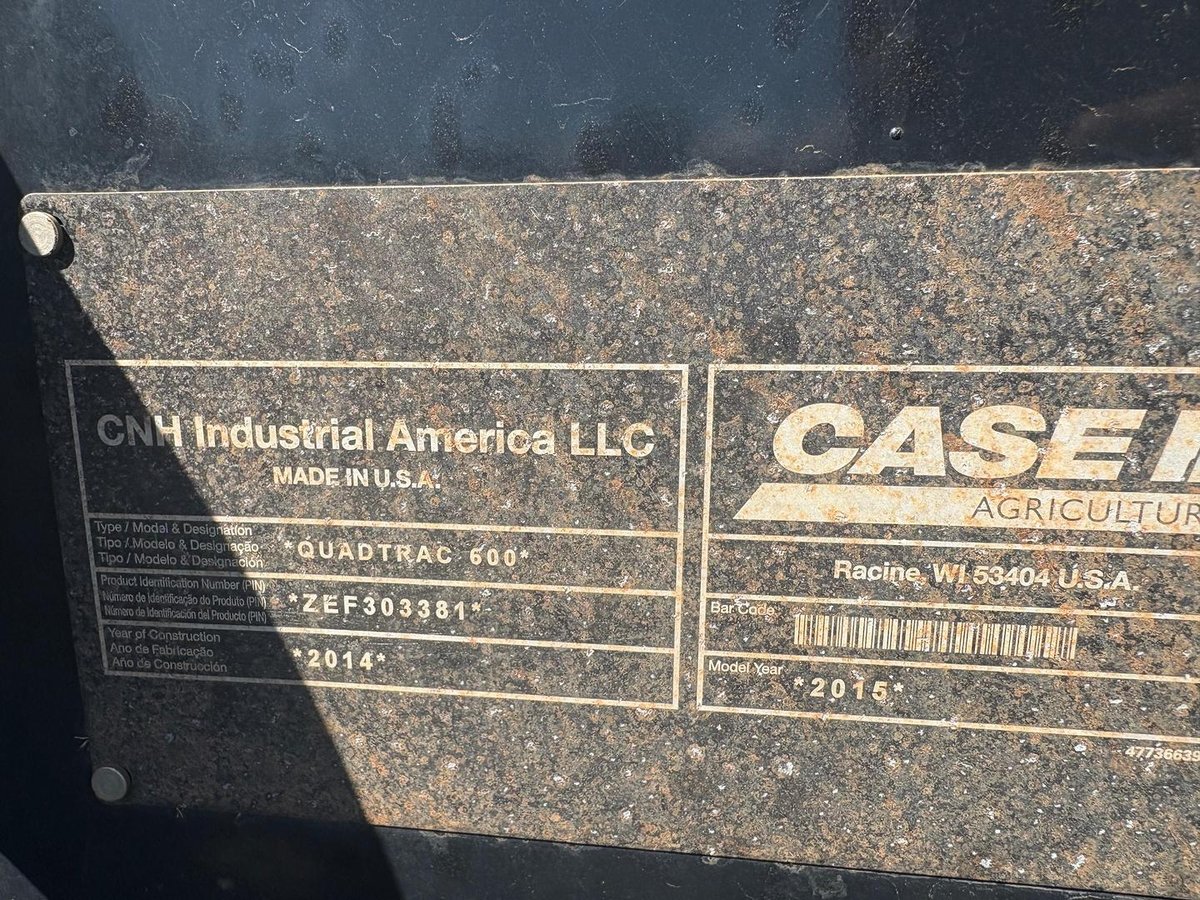 CNH Industrial America LLC
MADE IN U.S.A.
Type / Model & Designation
Tipo / Modelo & Designação
Tipo / Modelo & Designación
*QUADTRAC 600*
Product Identification Number (PIN)
Número de Identificação do Produto (PIN)
Número de Identificación del Producto (PIN)
*ZEF303381*
Year of Construction
Ano de Fabricação
Año de Construcción
*2014*
CASE
AGRICULTUR
Racine, WI 53404 U.S.A.
Bar Code
Model Year
*2015*
4773663